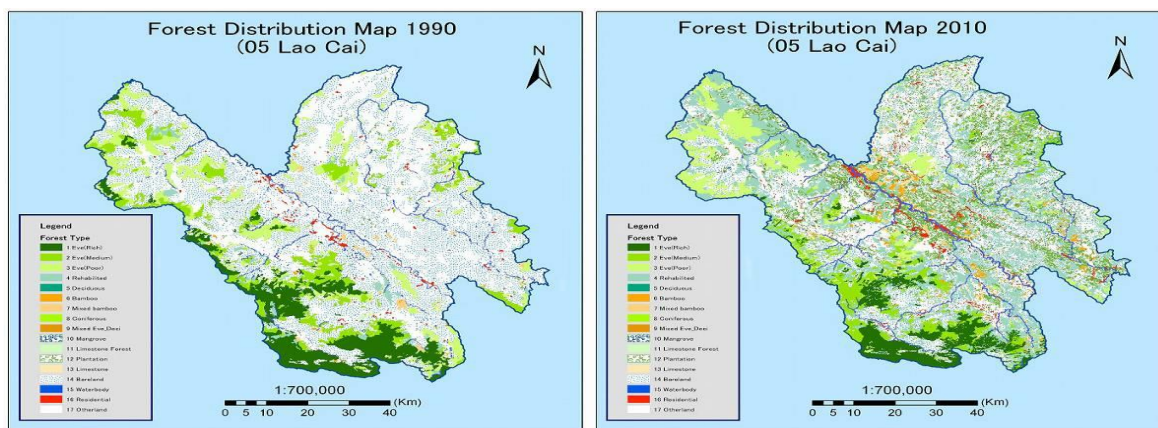 Forest Distribution Map 1990
(05 Lao Cai)
N
Legend
Forest Type
1 Eve(Rich)
2 Eve(Medium)
3 Eve(Poor)
4 Rehabilited
5 Deciduous
6 Bamboo
7 Mixed bamboo
8 Coniferous
9 Mixed Eve_Desi
10 Mangrove
11 Limestone Forest
12 Plantation
13 Limestone
14 Bareland
15 Waterbody
16 Residential
17 Otherland
1:700,000
(Km)
0 5 10 20 30 40
Forest Distribution Map 2010
(05 Lao Cai)
N
Legend
Forest Type
1 Eve(Rich)
2 Eve(Medium)
3 Eve(Poor)
4 Rehabilited
5 Deciduous
6 Bamboo
7 Mixed bamboo
8 Coniferous
9 Mixed Eve_Desi
10 Mangrove
11 Limestone Forest
12 Plantation
13 Limestone
14 Bareland
15 Waterbody
16 Residential
17 Otherland
1:700,000
(Km)
0 5 10 20 30 40